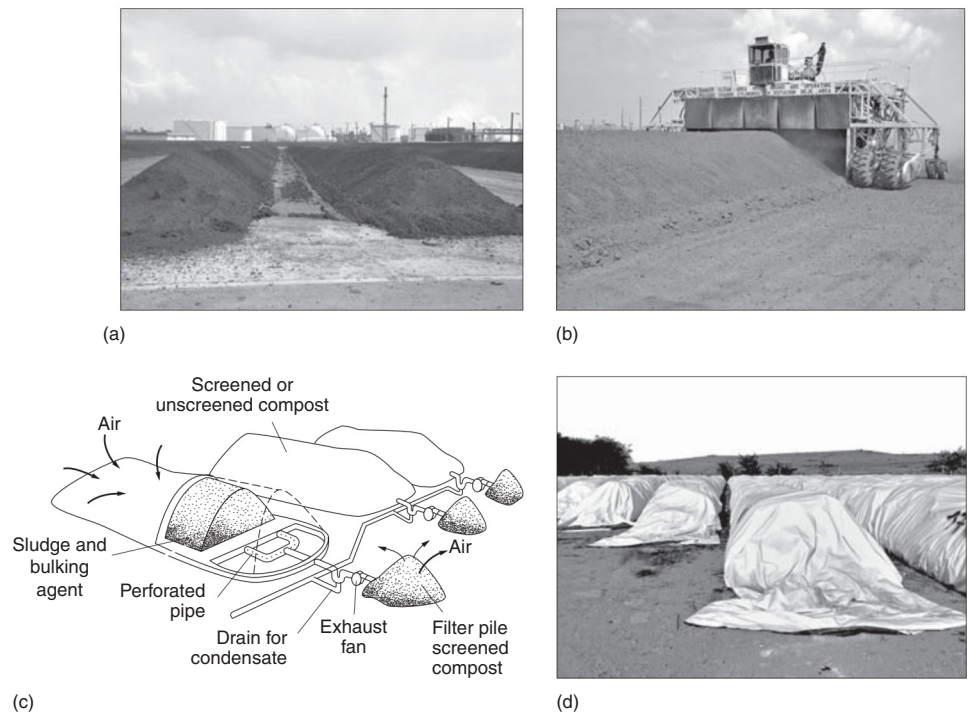 (a)
(b)
Screened or
unscreened compost
Air
Sludge and
bulking agent
Perforated
pipe
Drain for
condensate
Exhaust
fan
Air
Filter pile
screened
compost
(c)
(d)